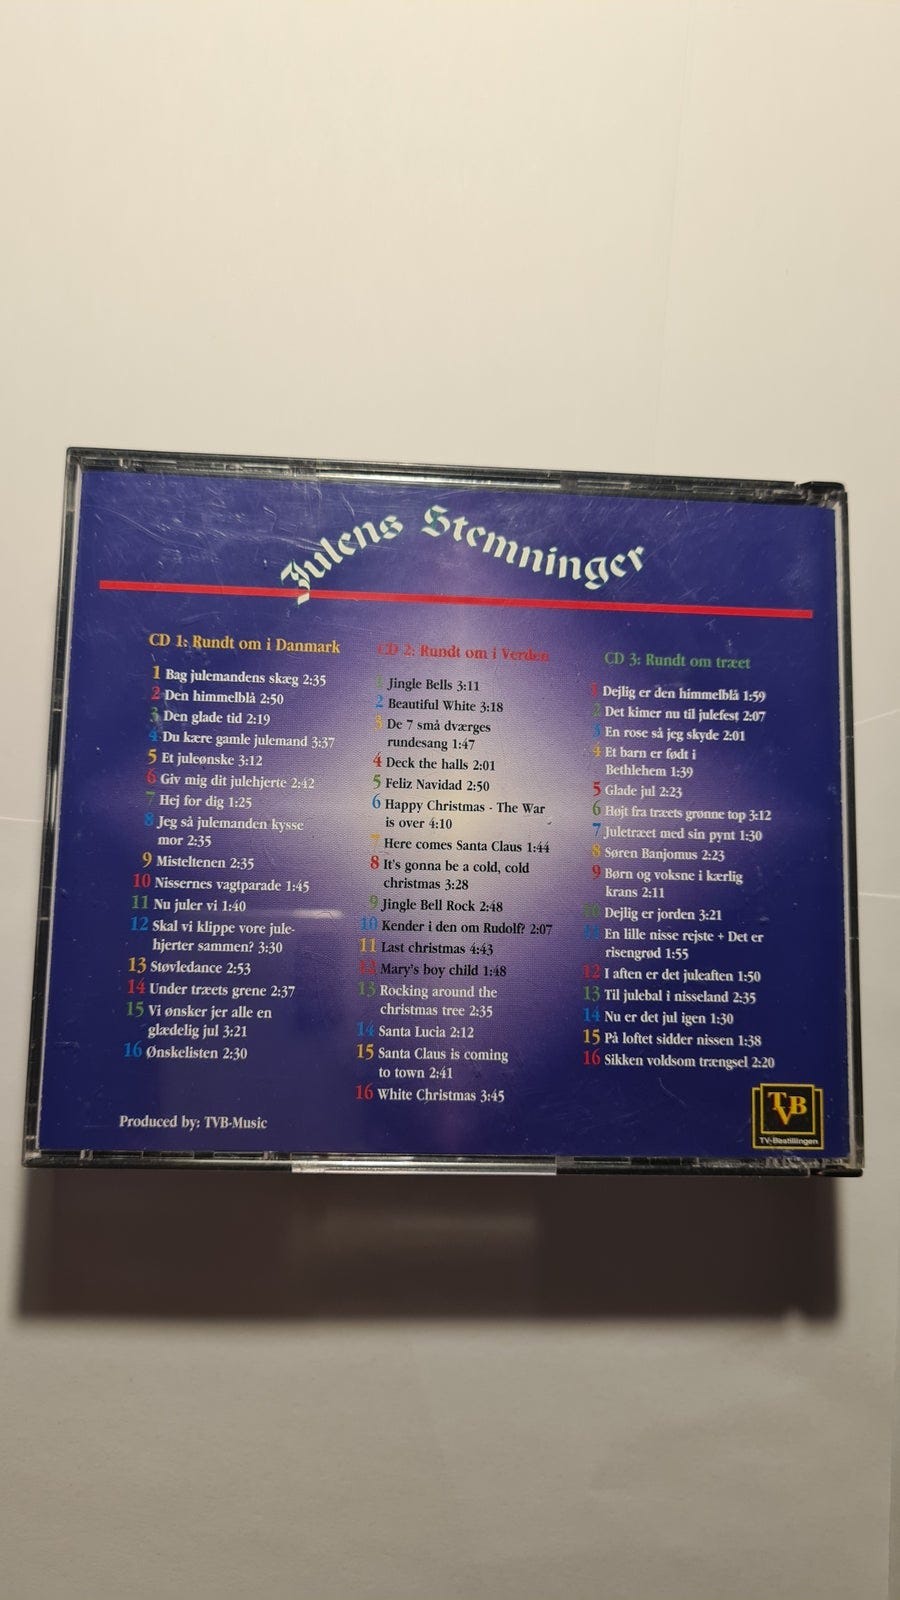 Julens Stemninger
CD 1: Rundt om i Danmark
1 Bag julemandens skæg 2:35
2 Den himmelblå 2:50
3 Den glade tid 2:19
4 Du kære gamle julemand 3:37
5 Et juleønske 3:12
6 Giv mig dit julehjerte 2:42
7 Hej for dig 1:25
8 Jeg så julemanden kysse
mor 2:35
9 Misteltenen 2:35
10 Nissernes vagtparade 1:45
11 Nu juler vi 1:40
12 Skal vi klippe vore jule-
hjerter sammen? 3:30
13 Støvledance 2:53
14 Under træets grene 2:37
15 Vi ønsker jer alle en
glædelig jul 3:21
16 Ønskelisten 2:30
Produced by: TVB-Music
CD 2: Rundt om i Verden
1 Jingle Bells 3:11
2 Beautiful White 3:18
3 De 7 små dværges
rundesang 1:47
4 Deck the halls 2:01
5 Feliz Navidad 2:50
6 Happy Christmas - The War
is over 4:10
7 Here comes Santa Claus 1:44
8 It's gonna be a cold, cold
christmas 3:28
9 Jingle Bell Rock 2:48
10 Kender i den om Rudolf? 2:07
11 Last christmas 4:43
12 Mary's boy child 1:48
13 Rocking around the
christmas tree 2:35
14 Santa Lucia 2:12
15 Santa Claus is coming
to town 2:41
16 White Christmas 3:45
CD 3: Rundt om træet
1 Dejlig er den himmelblå 1:59
2 Det kimer nu til julefest 2:07
3 En rose så jeg skyde 2:01
4 Et barn er født i
Bethlehem 1:39
5 Glade jul 2:23
6 Højt fra træets grønne top 3:12
7 Juletræet med sin pynt 1:30
8 Søren Banjomus 2:23
9 Børn og voksne i kærlig
krans 2:11
10 Dejlig er jorden 3:21
11 En lille nisse rejste + Det er
risengrød 1:55
12 I aften er det juleaften 1:50
13 Til julebal i nisseland 2:35
14 Nu er det jul igen 1:30
15 På loftet sidder nissen 1:38
16 Sikken voldsom trængsel 2:20
TVB
TV-Bestillingen